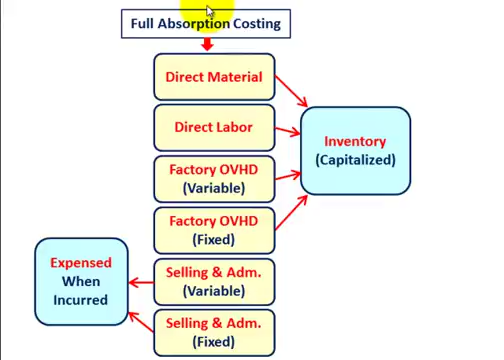 Full Absorption Costing
Direct Material
Direct Labor
Inventory
(Capitalized)
Factory OVHD
(Variable)
Factory OVHD
(Fixed)
Expensed
When
Incurred
Selling & Adm.
(Variable)
Selling & Adm.
(Fixed)